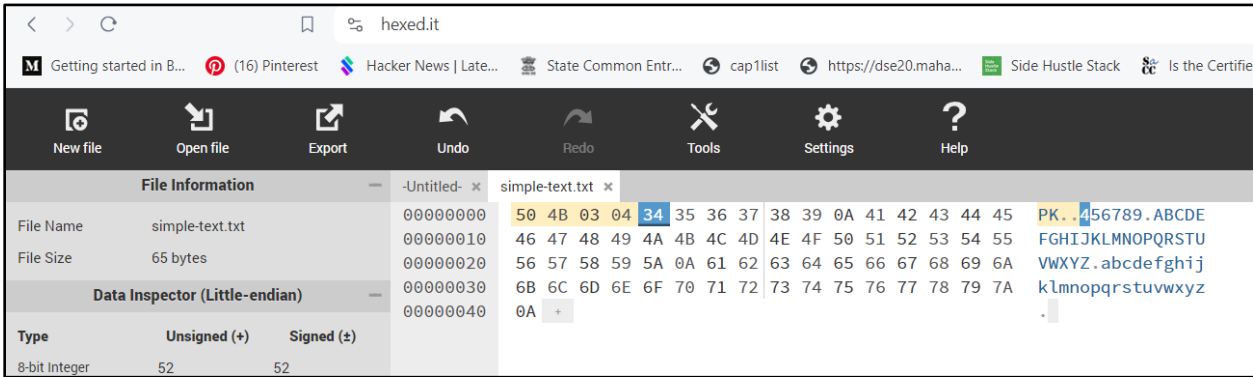 hexed.it
M Getting started in B... (16) Pinterest Hacker News | Late... State Common Entr... cap1list https://dse20.maha... Side Hustle Stack Is the Certifie
New file Open file Export Undo Redo Tools Settings Help
File Information -Untitled- × simple-text.txt ×
00000000 50 4B 03 04 34 35 36 37 38 39 0A 41 42 43 44 45 PK..456789.ABCDE
File Name simple-text.txt
00000010 46 47 48 49 4A 4B 4C 4D 4E 4F 50 51 52 53 54 55 FGHIJKLMNOPQRSTU
File Size 65 bytes
00000020 56 57 58 59 5A 0A 61 62 63 64 65 66 67 68 69 6A VWXYZ.abcdefghij
Data Inspector (Little-endian)
00000030 6B 6C 6D 6E 6F 70 71 72 73 74 75 76 77 78 79 7A klmnopqrstuvwxyz
00000040 0A + .
Type Unsigned (+) Signed (±)
8-bit Integer 52 52